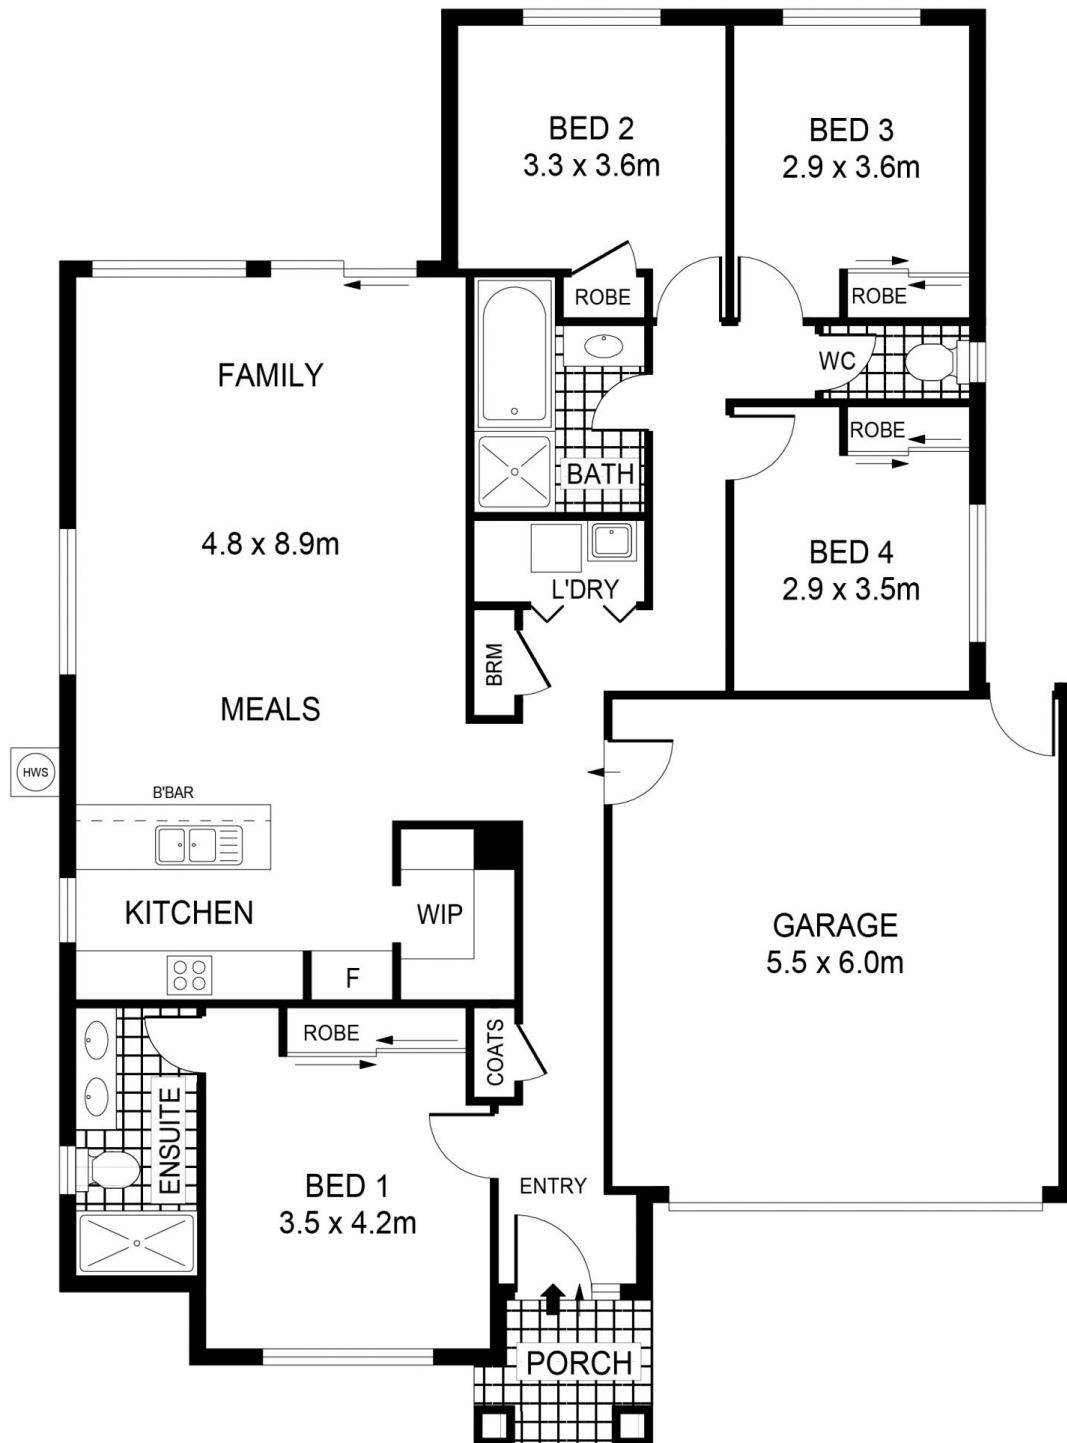 BED 2
3.3 x 3.6m
BED 3
2.9 x 3.6m
ROBE
ROBE
FAMILY
WC
ROBE
BATH
4.8 x 8.9m
BED 4
2.9 x 3.5m
L'DRY
BRM
MEALS
HWS
B'BAR
KITCHEN
WIP
GARAGE
5.5 x 6.0m
F
ROBE
COATS
ENSUITE
BED 1
3.5 x 4.2m
ENTRY
PORCH